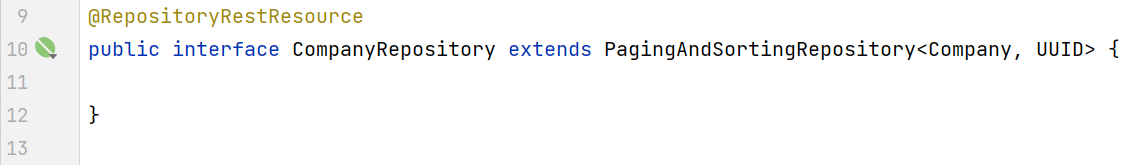 9 @RepositoryRestResource
10 public interface CompanyRepository extends PagingAndSortingRepository<Company, UUID> {
11
12 }
13